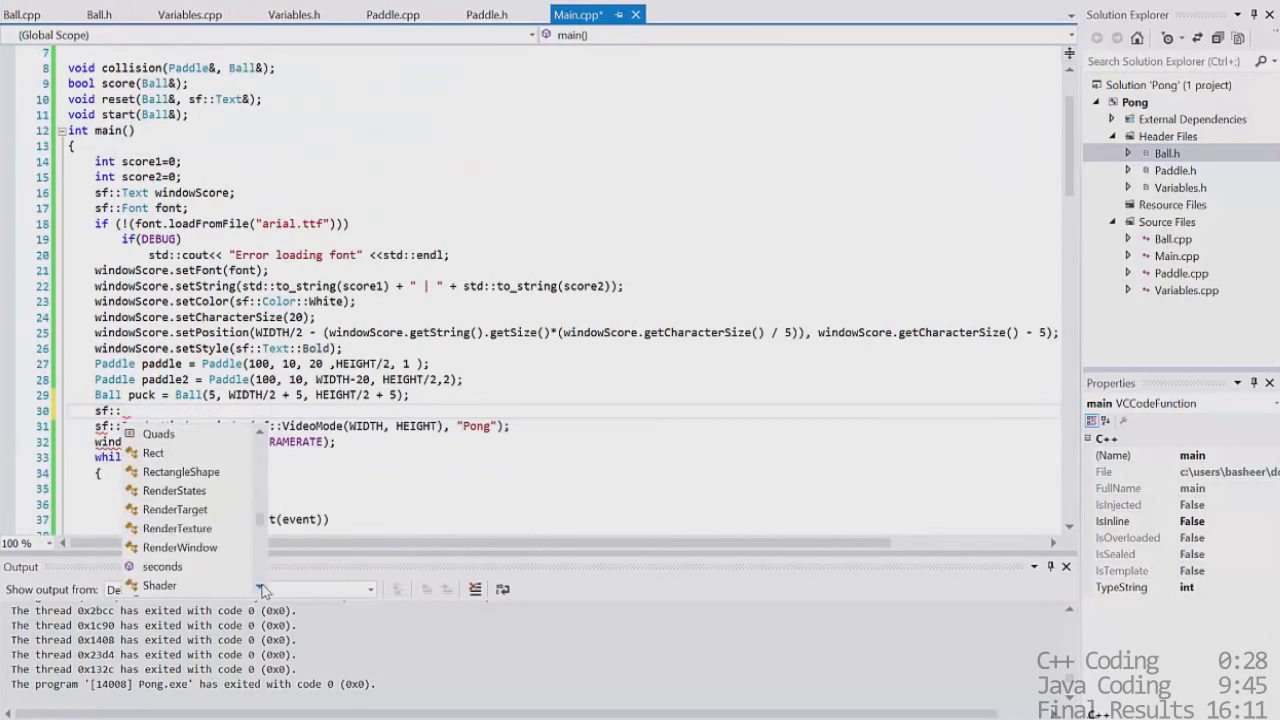 Ball.cpp Ball.h Variables.cpp Variables.h Paddle.cpp Paddle.h Main.cpp*
(Global Scope) main()
7
8 void collision(Paddle&, Ball&);
9 bool score(Ball&);
10 void reset(Ball&, sf::Text&);
11 void start(Ball&);
12 int main()
13 {
14 int score1=0;
15 int score2=0;
16 sf::Text windowScore;
17 sf::Font font;
18 if (!(font.loadFromFile("arial.ttf")))
19 if(DEBUG)
20 std::cout<< "Error loading font" <<std::endl;
21 windowScore.setFont(font);
22 windowScore.setString(std::to_string(score1) + " | " + std::to_string(score2));
23 windowScore.setColor(sf::Color::White);
24 windowScore.setCharacterSize(20);
25 windowScore.setPosition(WIDTH/2 - (windowScore.getString().getSize()*(windowScore.getCharacterSize() / 5)), windowScore.getCharacterSize() - 5);
26 windowScore.setStyle(sf::Text::Bold);
27 Paddle paddle = Paddle(100, 10, 20 ,HEIGHT/2, 1 );
28 Paddle paddle2 = Paddle(100, 10, WIDTH-20, HEIGHT/2,2);
29 Ball puck = Ball(5, WIDTH/2 + 5, HEIGHT/2 + 5);
30 sf::
31 sf:: ::VideoMode(WIDTH, HEIGHT), "Pong");
32 wind RAMERATE);
33 whil
34 {
35
36
37 t(event))
Quads
Rect
RectangleShape
RenderStates
RenderTarget
RenderTexture
RenderWindow
seconds
Shader
100 %
Output
Show output from: De
The thread 0x2bcc has exited with code 0 (0x0).
The thread 0x1c90 has exited with code 0 (0x0).
The thread 0x1408 has exited with code 0 (0x0).
The thread 0x23d4 has exited with code 0 (0x0).
The thread 0x132c has exited with code 0 (0x0).
The program '[14008] Pong.exe' has exited with code 0 (0x0).
Solution Explorer
Search Solution Explorer (Ctrl+;)
Solution 'Pong' (1 project)
Pong
External Dependencies
Header Files
Ball.h
Paddle.h
Variables.h
Resource Files
Source Files
Ball.cpp
Main.cpp
Paddle.cpp
Variables.cpp
Properties
main VCCodeFunction
C++
(Name) main
File c:\users\basheer\do
FullName main
IsInjected False
IsInline False
IsOverloaded False
IsSealed False
IsTemplate False
TypeString int
C++ Coding 0:28
Java Coding 9:45
Final Results 16:11
C++